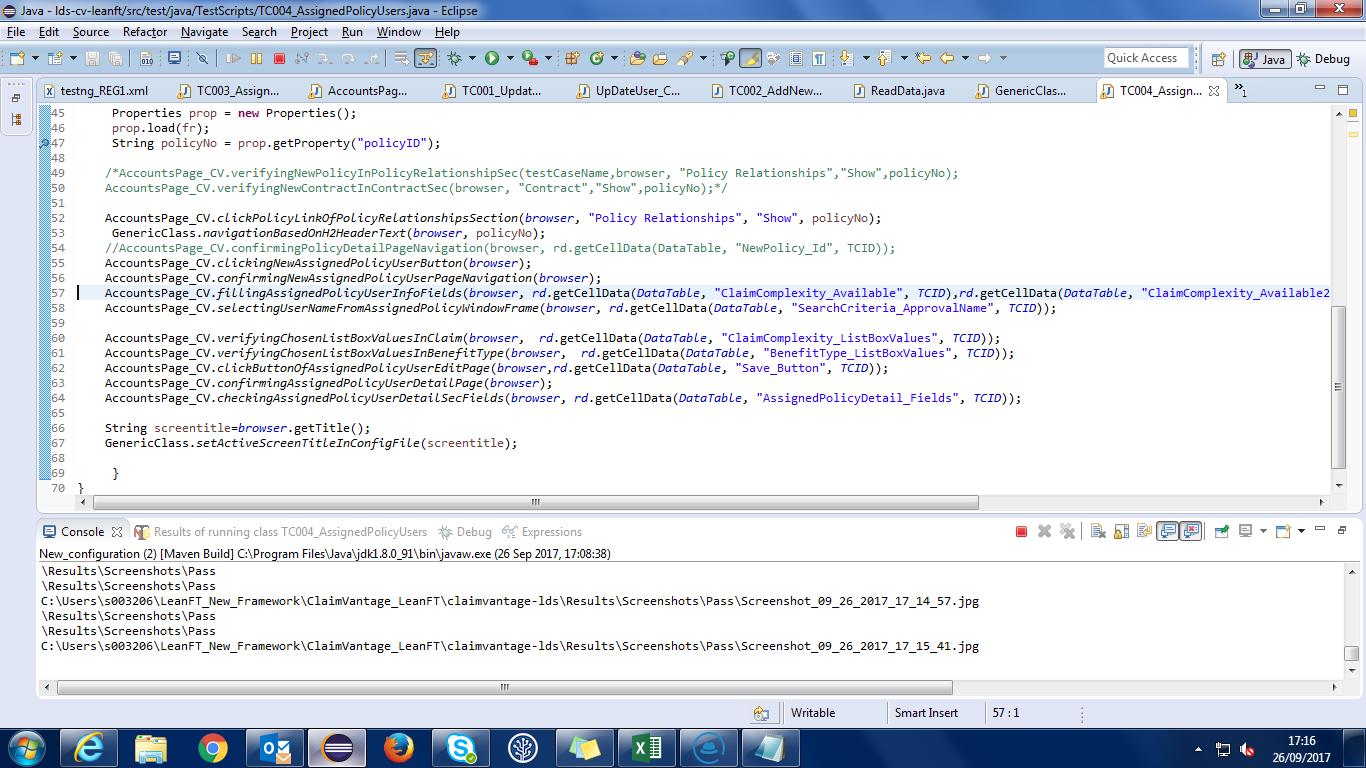 Java - lds-cv-leanft/src/test/java/TestScripts/TC004_AssignedPolicyUsers.java - Eclipse
File Edit Source Refactor Navigate Search Project Run Window Help
Quick Access Java Debug
testng_REG1.xml TC003_Assign... AccountsPag... TC001_Updat... UpDateUser_C... TC002_AddNew... ReadData.java GenericClas... TC004_Assign... »1
45 Properties prop = new Properties();
46 prop.load(fr);
47 String policyNo = prop.getProperty("policyID");
48
49 /*AccountsPage_CV.verifyingNewPolicyInPolicyRelationshipSec(testCaseName,browser, "Policy Relationships","Show",policyNo);
50 AccountsPage_CV.verifyingNewContractInContractSec(browser, "Contract","Show",policyNo);*/
51
52 AccountsPage_CV.clickPolicyLinkOfPolicyRelationshipsSection(browser, "Policy Relationships", "Show", policyNo);
53 GenericClass.navigationBasedOnH2HeaderText(browser, policyNo);
54 //AccountsPage_CV.confirmingPolicyDetailPageNavigation(browser, rd.getCellData(DataTable, "NewPolicy_Id", TCID));
55 AccountsPage_CV.clickingNewAssignedPolicyUserButton(browser);
56 AccountsPage_CV.confirmingNewAssignedPolicyUserPageNavigation(browser);
57 AccountsPage_CV.fillingAssignedPolicyUserInfoFields(browser, rd.getCellData(DataTable, "ClaimComplexity_Available", TCID),rd.getCellData(DataTable, "ClaimComplexity_Available2
58 AccountsPage_CV.selectingUserNameFromAssignedPolicyWindowFrame(browser, rd.getCellData(DataTable, "SearchCriteria_ApprovalName", TCID));
59
60 AccountsPage_CV.verifyingChosenListBoxValuesInClaim(browser, rd.getCellData(DataTable, "ClaimComplexity_ListBoxValues", TCID));
61 AccountsPage_CV.verifyingChosenListBoxValuesInBenefitType(browser, rd.getCellData(DataTable, "BenefitType_ListBoxValues", TCID));
62 AccountsPage_CV.clickButtonOfAssignedPolicyUserEditPage(browser,rd.getCellData(DataTable, "Save_Button", TCID));
63 AccountsPage_CV.confirmingAssignedPolicyUserDetailPage(browser);
64 AccountsPage_CV.checkingAssignedPolicyUserDetailSecFields(browser, rd.getCellData(DataTable, "AssignedPolicyDetail_Fields", TCID));
65
66 String screentitle=browser.getTitle();
67 GenericClass.setActiveScreenTitleInConfigFile(screentitle);
68
69 }
70 }
Console Results of running class TC004_AssignedPolicyUsers Debug Expressions
New_configuration (2) [Maven Build] C:\Program Files\Java\jdk1.8.0_91\bin\javaw.exe (26 Sep 2017, 17:08:38)
\Results\Screenshots\Pass
\Results\Screenshots\Pass
C:\Users\s003206\LeanFT_New_Framework\ClaimVantage_LeanFT\claimvantage-lds\Results\Screenshots\Pass\Screenshot_09_26_2017_17_14_57.jpg
\Results\Screenshots\Pass
\Results\Screenshots\Pass
C:\Users\s003206\LeanFT_New_Framework\ClaimVantage_LeanFT\claimvantage-lds\Results\Screenshots\Pass\Screenshot_09_26_2017_17_15_41.jpg
Writable Smart Insert 57 : 1
17:16
26/09/2017